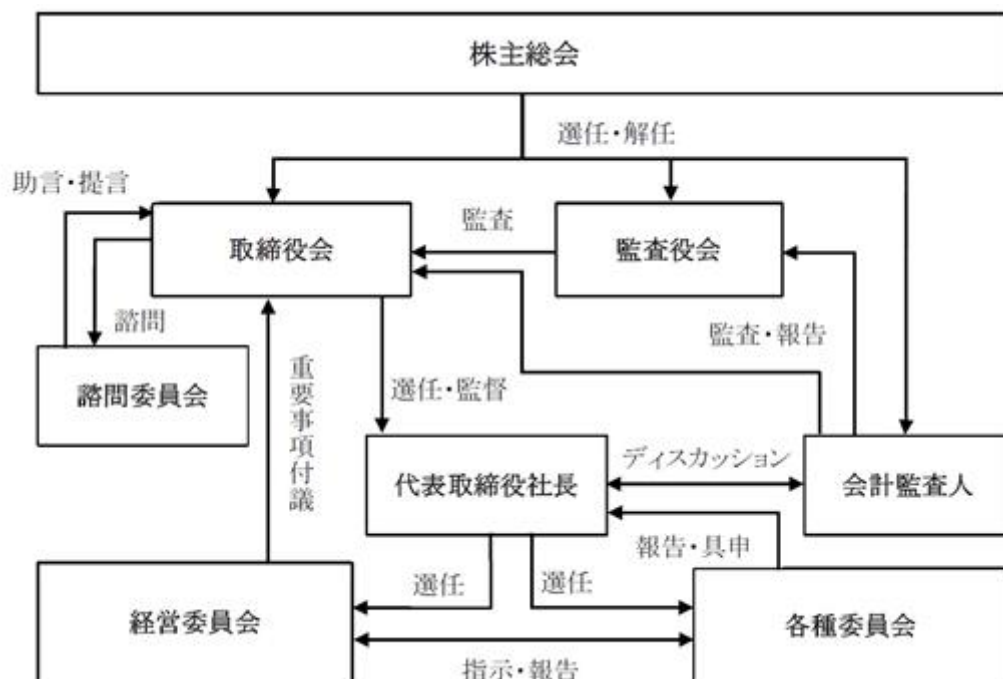 株主総会
選任・解任
助言・提言
取締役会
監査
監査役会
諮問
監査・報告
諮問委員会
重要事項付議
選任・監督
代表取締役社長
ディスカッション
会計監査人
報告・具申
選任
選任
経営委員会
各種委員会
指示・報告